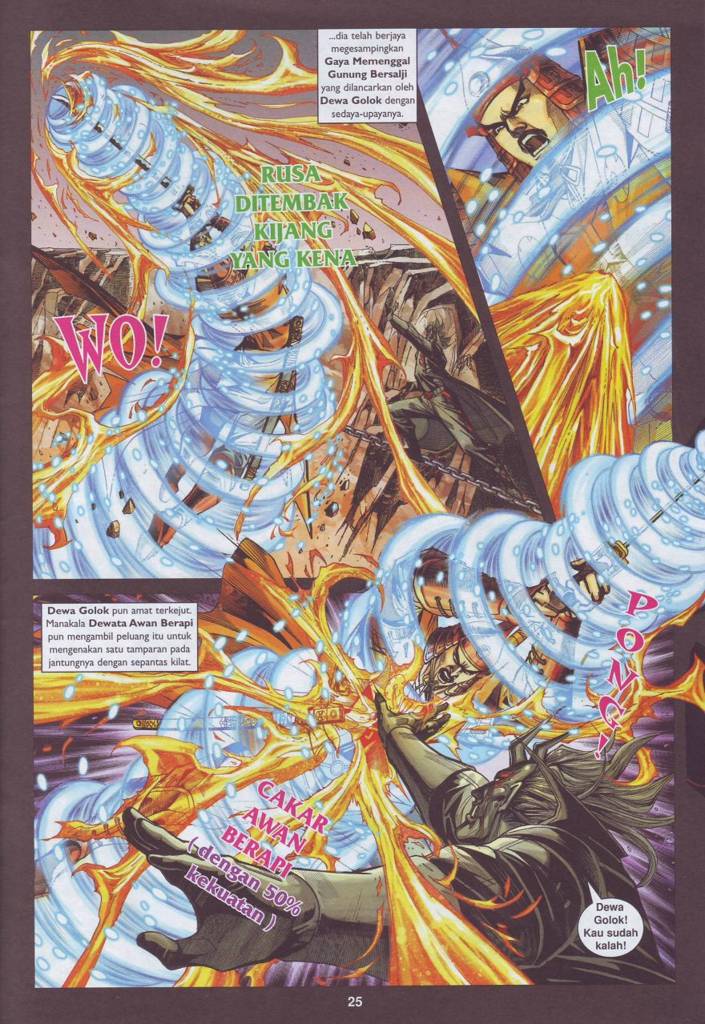 ...dia telah berjaya
megesampingkan
Gaya Memenggal
Gunung Bersalji
yang dilancarkan oleh
Dewa Golok dengan
sedaya-upayanya.
Ah!
RUSA
DITEMBAK
KIJANG
YANG KENA
WO!
Dewa Golok pun amat terkejut.
Manakala Dewata Awan Berapi
pun mengambil peluang itu untuk
mengenakan satu tamparan pada
jantungnya dengan sepantas kilat.
PONG!
CAKAR
AWAN
BERAPI
( dengan 50%
kekuatan )
Dewa
Golok!
Kau sudah
kalah!
25